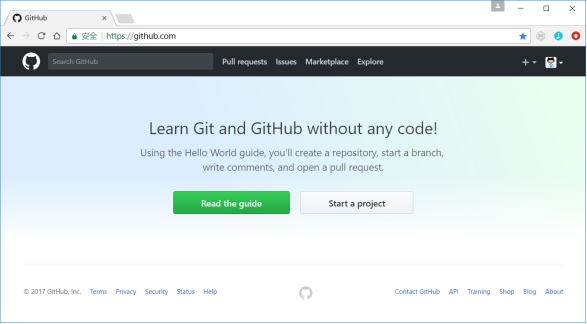 GitHub
安全 | https://github.com
Search GitHub
Pull requests Issues Marketplace Explore
Learn Git and GitHub without any code!
Using the Hello World guide, you'll create a repository, start a branch,
write comments, and open a pull request.
Read the guide Start a project
© 2017 GitHub, Inc. Terms Privacy Security Status Help Contact GitHub API Training Shop Blog About